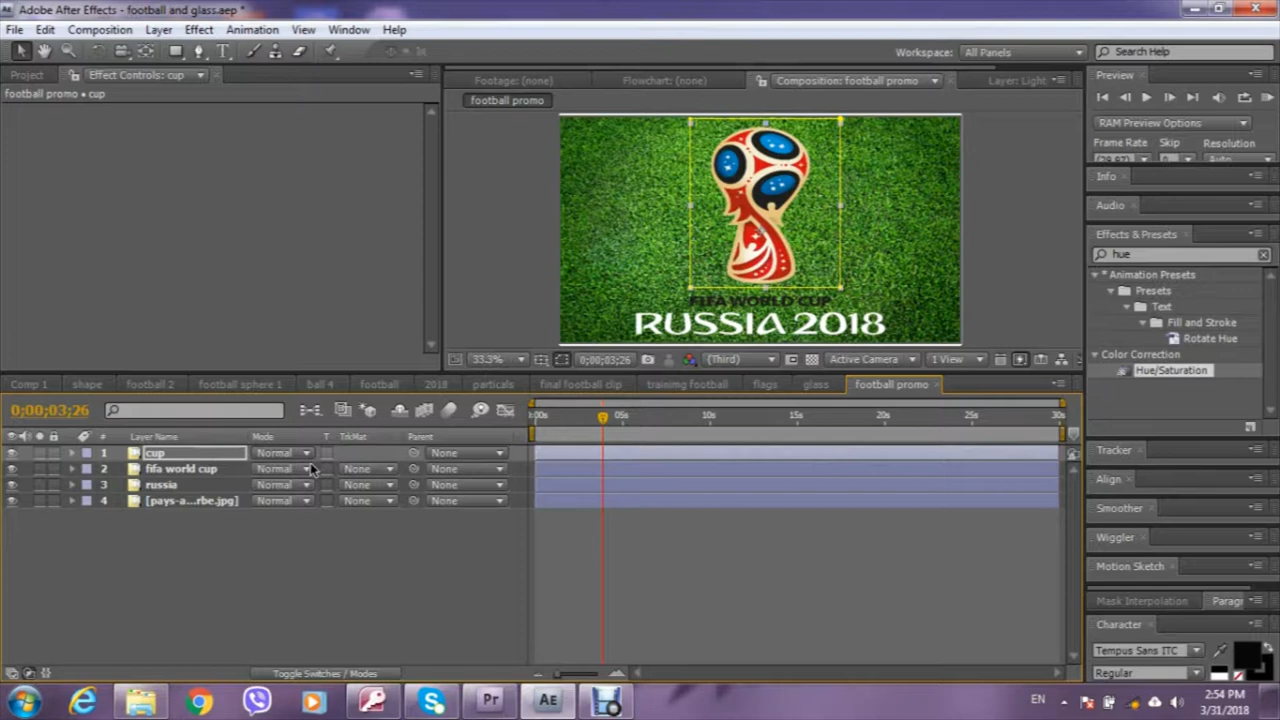 Adobe After Effects - football and glass.aep *
File Edit Composition Layer Effect Animation View Window Help
Workspace: All Panels Search Help
Project Effect Controls: cup
football promo • cup
Footage: (none) Flowchart: (none) Composition: football promo Layer: Light
football promo
FIFA WORLD CUP
RUSSIA 2018
33.3% 0;00;03;26 (Third) Active Camera 1 View
Preview
RAM Preview Options
Frame Rate Skip Resolution
(29.97) 0 Auto
Info
Audio
Effects & Presets
hue
* Animation Presets
Presets
Text
Fill and Stroke
Rotate Hue
Color Correction
Hue/Saturation
Tracker
Align
Smoother
Wiggler
Motion Sketch
Mask Interpolation Paragr
Character
Tempus Sans ITC
Regular
Comp 1 shape football 2 football sphere 1 ball 4 football 2018 particals final football clip training football flags glass football promo
0;00;03;26
:00s 05s 10s 15s 20s 25s 30s
Layer Name Mode T TrkMat Parent
1 cup Normal None
2 fifa world cup Normal None None
3 russia Normal None None
4 [pays-a...rbe.jpg] Normal None None
Toggle Switches / Modes
Pr Ae
EN 2:54 PM
3/31/2018